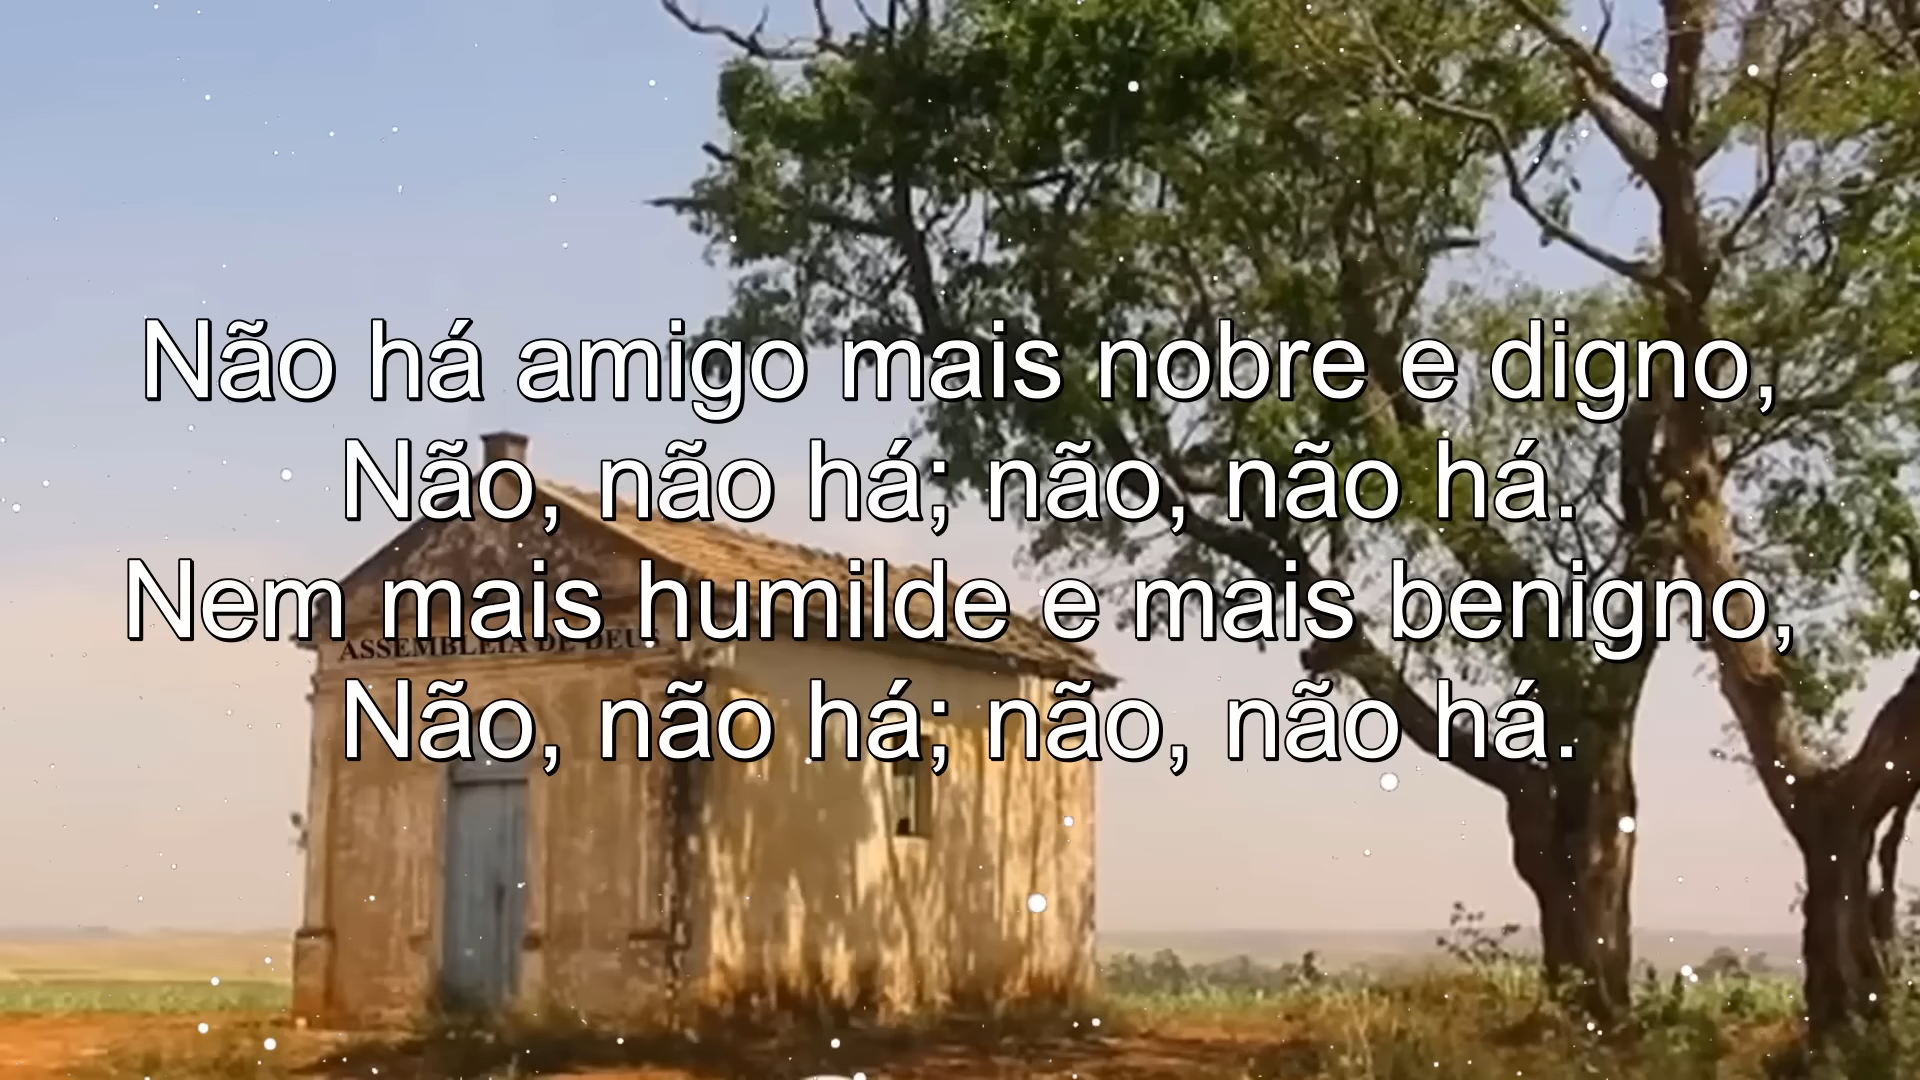 Não há amigo mais nobre e digno,
Não, não há; não, não há.
Nem mais humilde e mais benigno,
ASSEMBLEIA DE DEUS
Não, não há; não, não há.